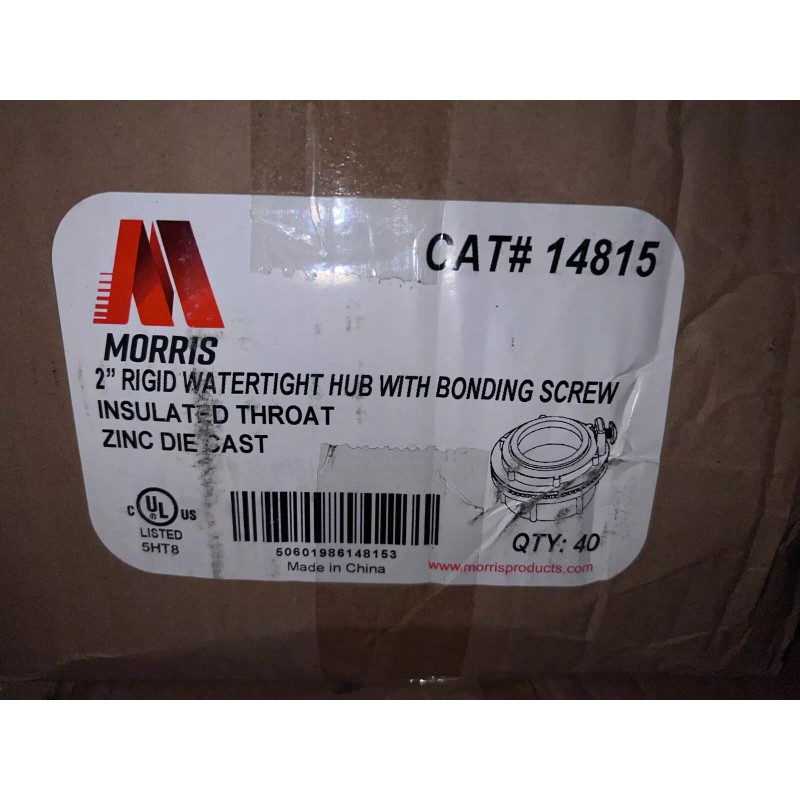 CAT# 14815
MORRIS
2” RIGID WATERTIGHT HUB WITH BONDING SCREW
INSULATED THROAT
ZINC DIE CAST
C UL ® US
LISTED
5HT8
50601986148153
Made in China
QTY: 40
www.morrisproducts.com